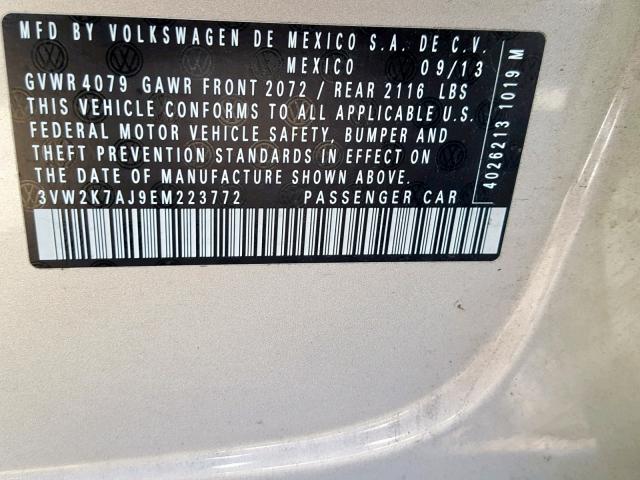 MFD BY VOLKSWAGEN DE MEXICO S.A. DE C.V.
MEXICO 09/13
GVWR 4079 GAWR FRONT 2072 / REAR 2116 LBS
THIS VEHICLE CONFORMS TO ALL APPLICABLE U.S.
FEDERAL MOTOR VEHICLE SAFETY, BUMPER AND
THEFT PREVENTION STANDARDS IN EFFECT ON
THE DATE OF MANUFACTURE SHOWN ABOVE.
3VW2K7AJ9EM223772 PASSENGER CAR
4026213 1019 M